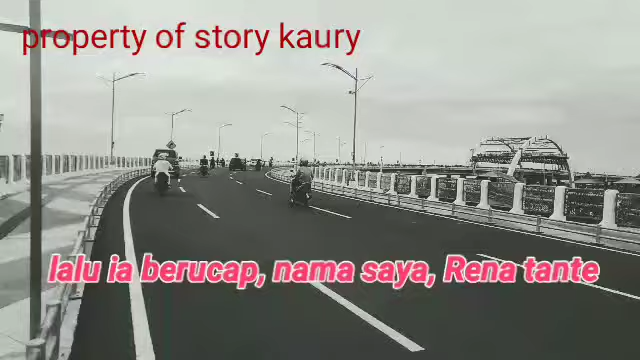 property of story kaury
lalu ia berucap, nama saya, Rena tante